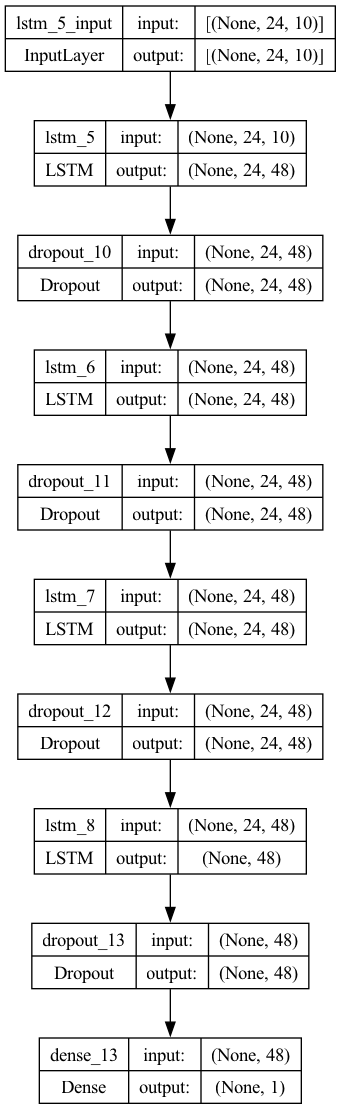 lstm_5_input input: [(None, 24, 10)]
InputLayer output: [(None, 24, 10)]
lstm_5 input: (None, 24, 10)
LSTM output: (None, 24, 48)
dropout_10 input: (None, 24, 48)
Dropout output: (None, 24, 48)
lstm_6 input: (None, 24, 48)
LSTM output: (None, 24, 48)
dropout_11 input: (None, 24, 48)
Dropout output: (None, 24, 48)
lstm_7 input: (None, 24, 48)
LSTM output: (None, 24, 48)
dropout_12 input: (None, 24, 48)
Dropout output: (None, 24, 48)
lstm_8 input: (None, 24, 48)
LSTM output: (None, 48)
dropout_13 input: (None, 48)
Dropout output: (None, 48)
dense_13 input: (None, 48)
Dense output: (None, 1)